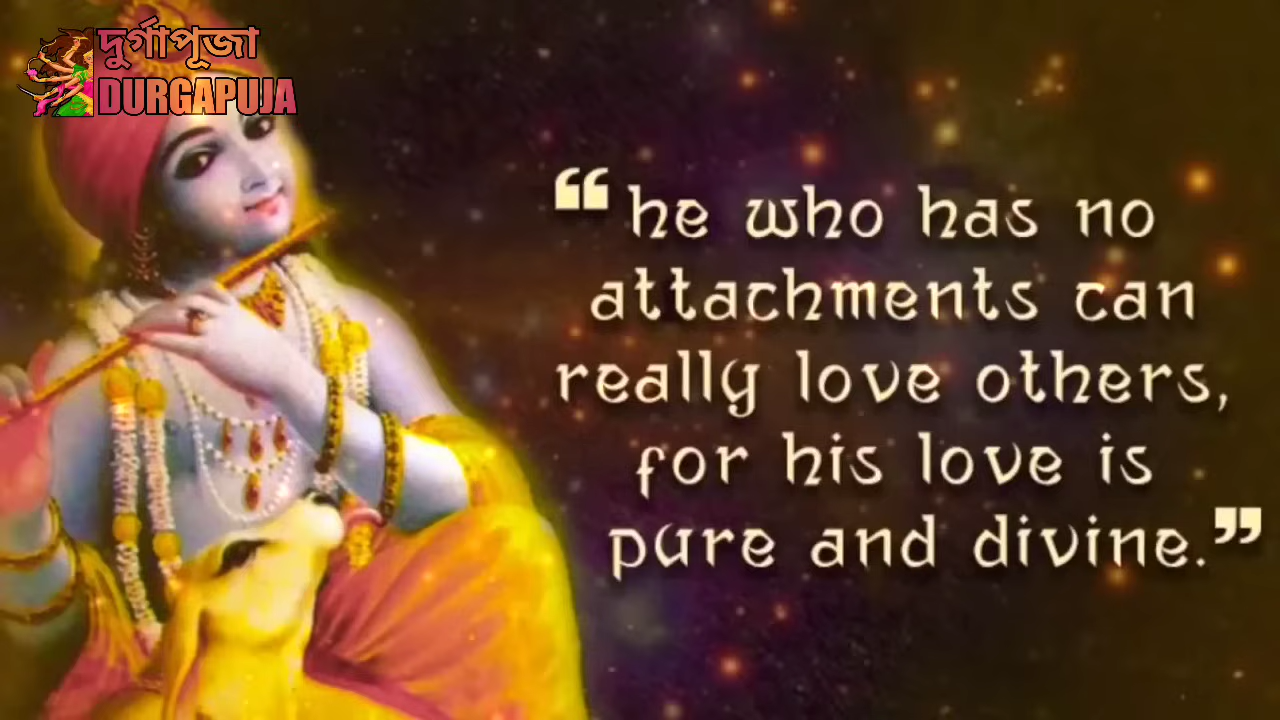 দুর্গাপূজা
DURGAPUJA
“he who has no
attachments can
really love others,
for his love is
pure and divine.”